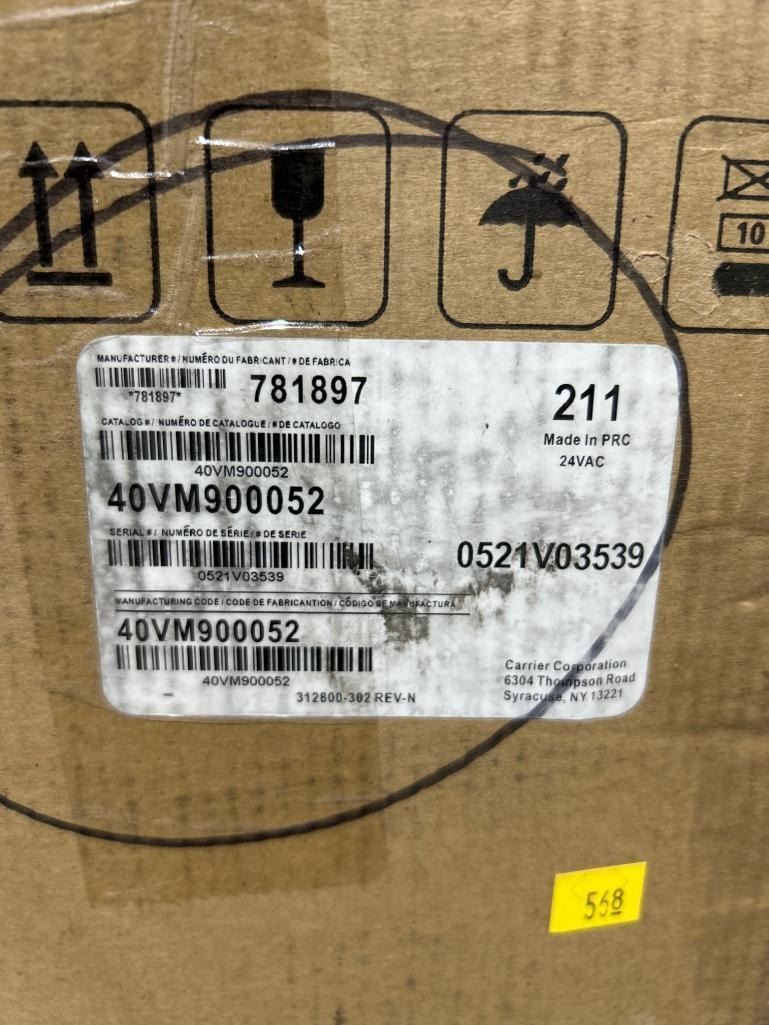 10
MANUFACTURER # / NUMÉRO DU FABRICANT / # DE FABRICA
*781897*
781897
211
Made In PRC
24VAC
CATALOG # / NUMÉRO DE CATALOGUE / # DE CATALOGO
40VM900052
40VM900052
SERIAL # / NUMÉRO DE SÉRIE / # DE SERIE
0521V03539
0521V03539
MANUFACTURING CODE / CODE DE FABRICANTION / CÓDIGO DE MANUFACTURA
40VM900052
40VM900052
312800-302 REV-N
Carrier Corporation
6304 Thompson Road
Syracuse, NY 13221
568